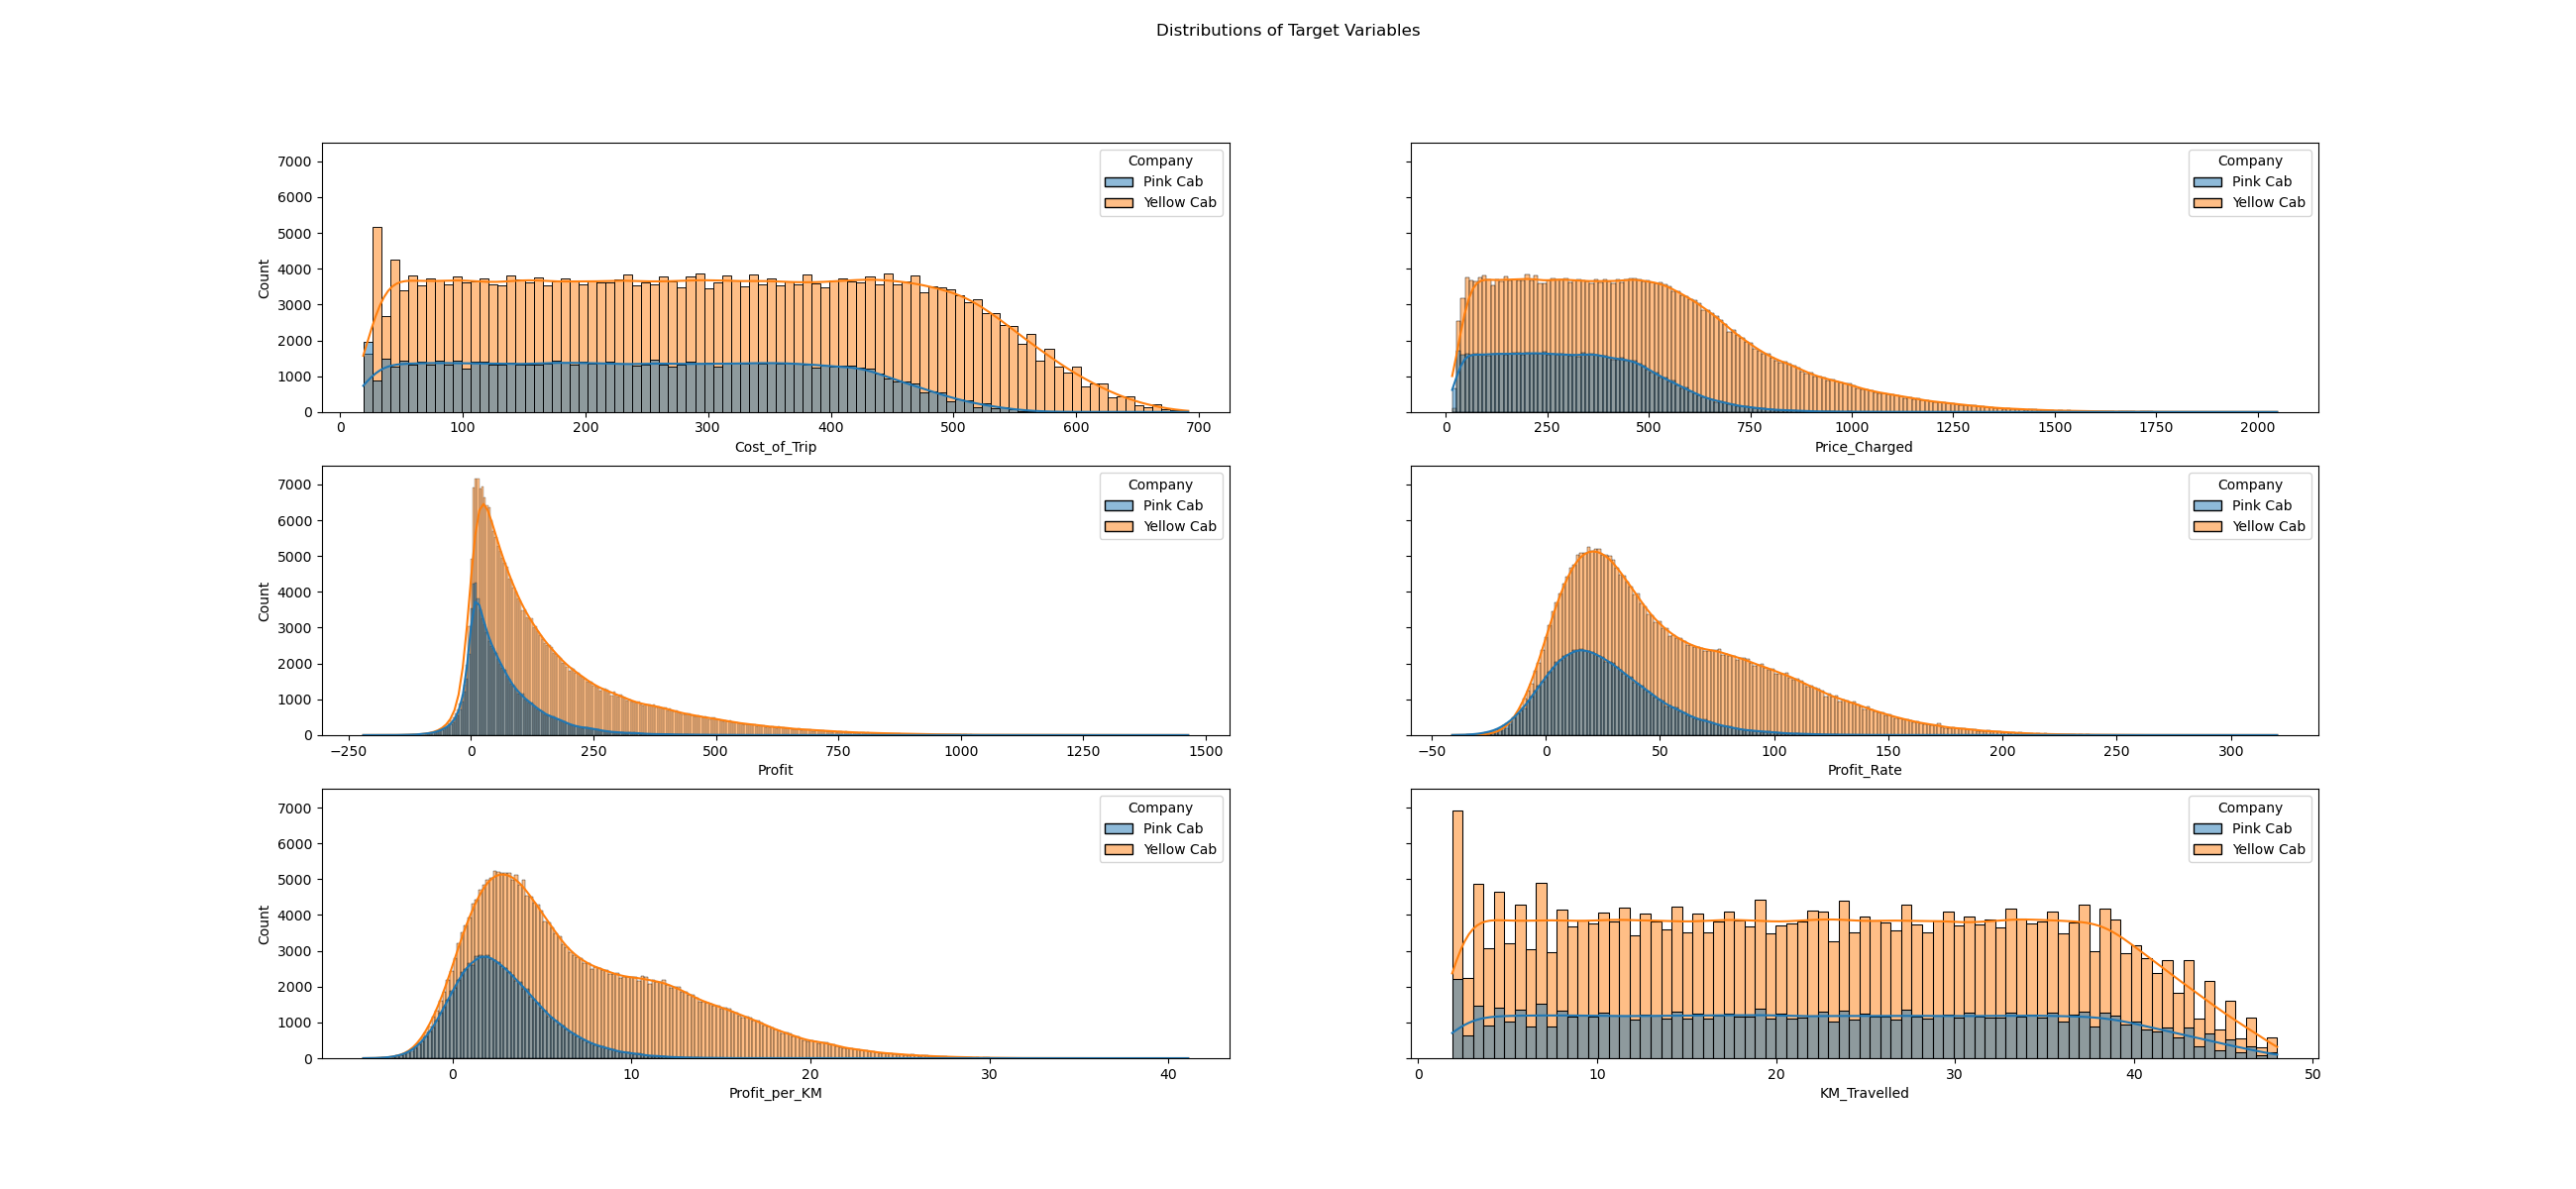 Distributions of Target Variables
7000
6000
5000
4000
3000
2000
1000
0
Count
0 100 200 300 400 500 600 700
Cost_of_Trip
Company
Pink Cab
Yellow Cab
0 250 500 750 1000 1250 1500 1750 2000
Price_Charged
Company
Pink Cab
Yellow Cab
7000
6000
5000
4000
3000
2000
1000
0
Count
−250 0 250 500 750 1000 1250 1500
Profit
Company
Pink Cab
Yellow Cab
−50 0 50 100 150 200 250 300
Profit_Rate
Company
Pink Cab
Yellow Cab
7000
6000
5000
4000
3000
2000
1000
0
Count
0 10 20 30 40
Profit_per_KM
Company
Pink Cab
Yellow Cab
0 10 20 30 40 50
KM_Travelled
Company
Pink Cab
Yellow Cab